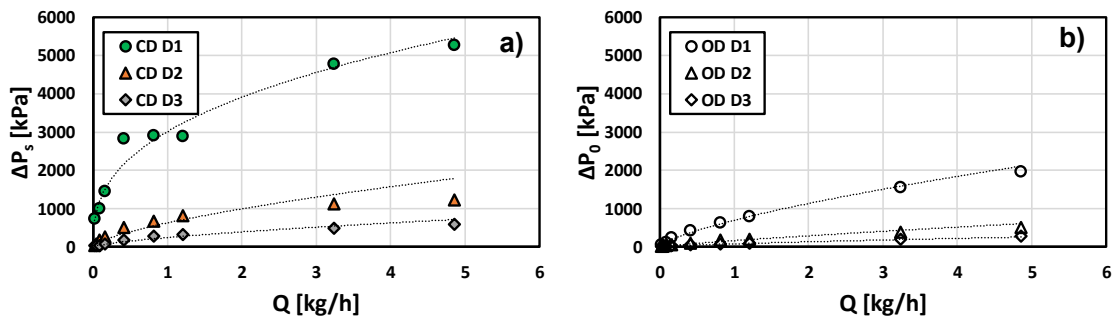 a)
CD D1
CD D2
CD D3
ΔPs [kPa]
6000
5000
4000
3000
2000
1000
0
0 1 2 3 4 5 6
Q [kg/h]
b)
OD D1
OD D2
OD D3
ΔP0 [kPa]
6000
5000
4000
3000
2000
1000
0
0 1 2 3 4 5 6
Q [kg/h]